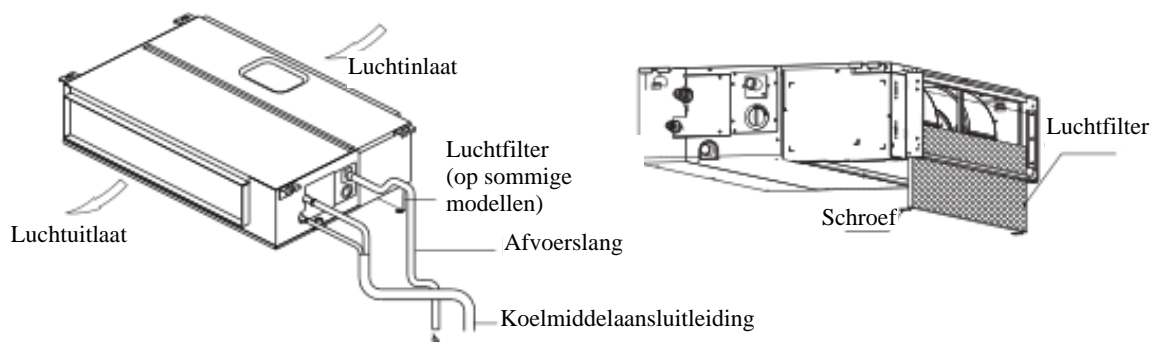 Luchtinlaat
Luchtfilter
(op sommige
modellen)
Luchtuitlaat
Afvoerslang
Koelmiddelaansluitleiding
Luchtfilter
Schroef